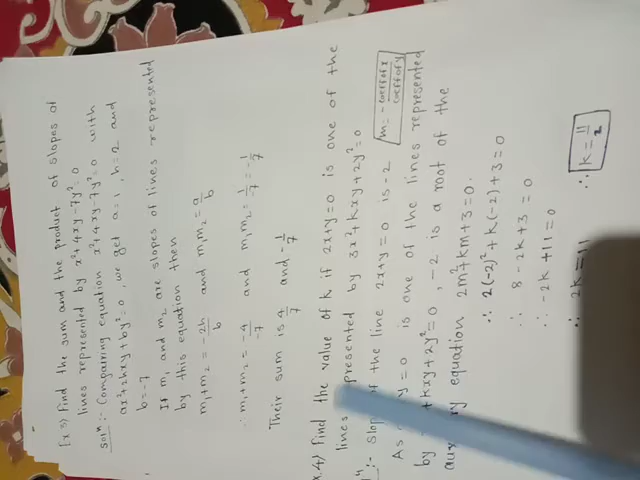 Ex 3) Find the sum and the product of slopes of
lines represented by x²+4xy-7y²=0
Soln :- Comparing equation x²+4xy-7y²=0 with
ax²+2hxy+by²=0, we get a=1, h=2 and
b=-7
If m₁ and m₂ are slopes of lines represented
by this equation then
m₁+m₂ = -2h/b and m₁m₂ = a/b
∴ m₁+m₂ = -4/-7 and m₁m₂ = 1/-7 = -1/7
Their sum is 4/7 and -1/7
4) Find the value of k if 2x+y=0 is one of the
lines presented by 3x²+kxy+2y²=0
:- Slop the line 2x+y=0 is -2 m = -coeff of x/coeff of y
As =0 is one of the lines represented
by +kxy+2y²=0, -2 is a root of the
equation 2m²+km+3=0.
∴ 2(-2)²+k(-2)+3=0
∴ 8-2k+3=0
∴ -2k+11=0
∴ 2k=11 ∴ k=11/2